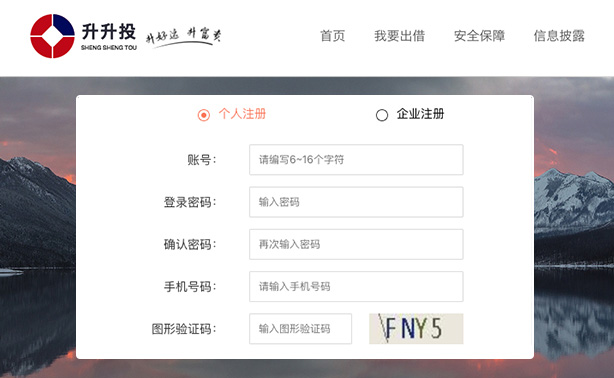 升升投
SHENG SHENG TOU
升好运 升富贵
首页 我要出借 安全保障 信息披露
个人注册 企业注册
账号： 请编写6~16个字符
登录密码： 输入密码
确认密码： 再次输入密码
手机号码： 请输入手机号码
图形验证码： 输入图形验证码 FNY5